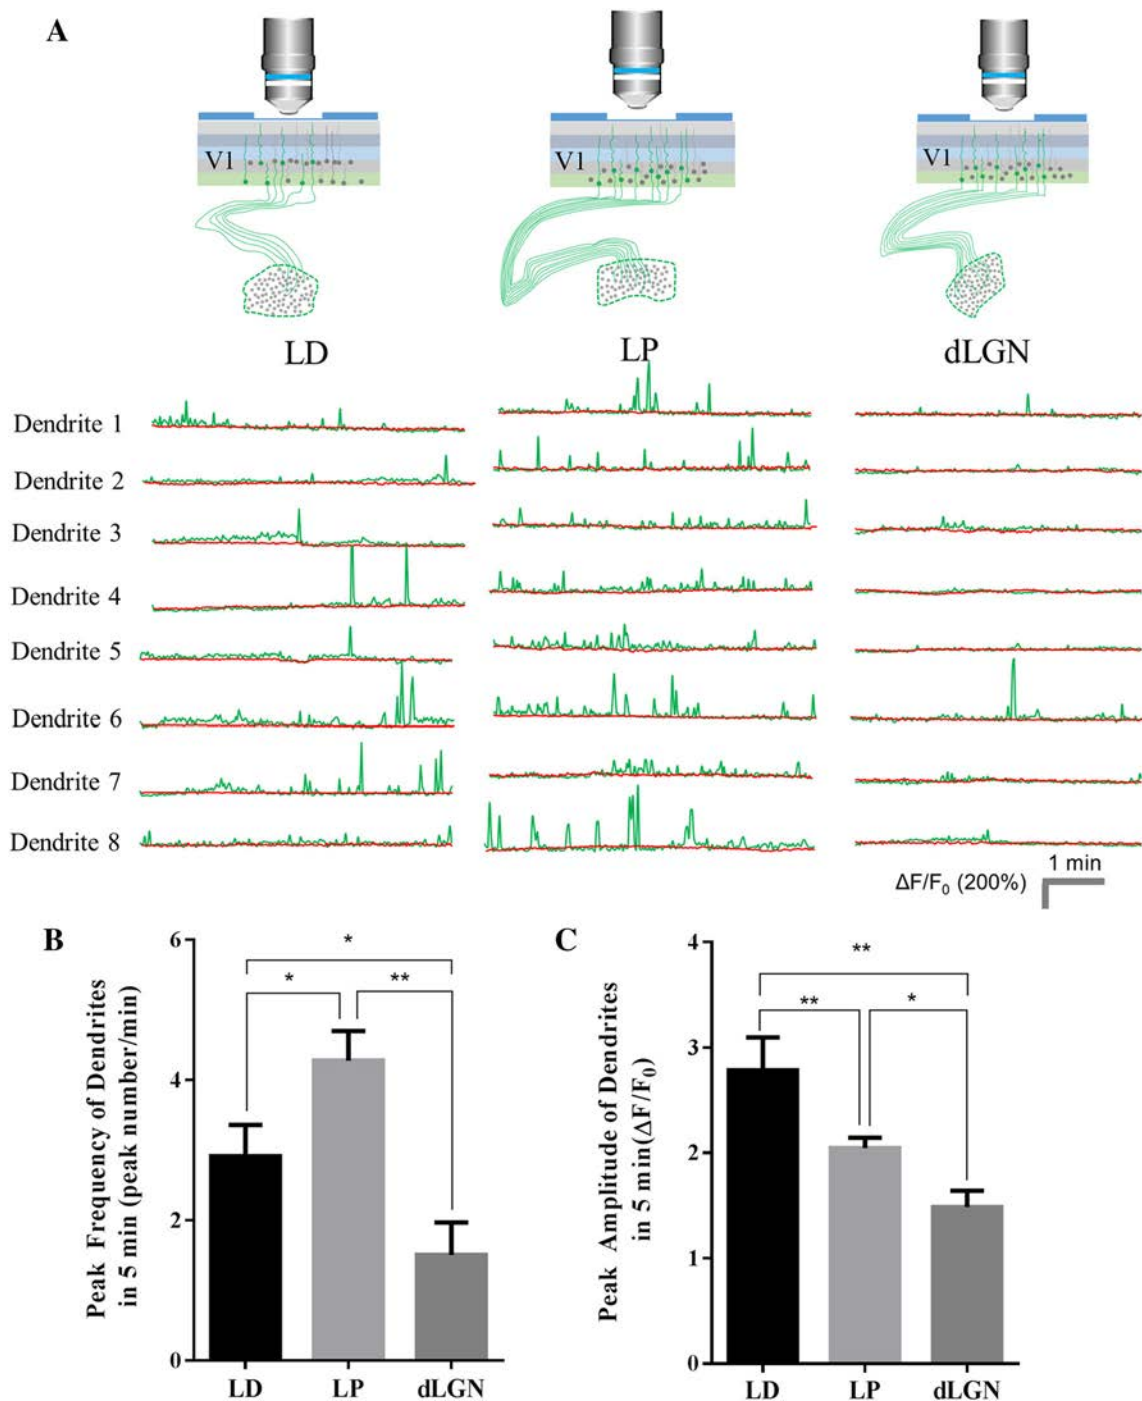 A
V1
V1
V1
LD
LP
dLGN
Dendrite 1
Dendrite 2
Dendrite 3
Dendrite 4
Dendrite 5
Dendrite 6
Dendrite 7
Dendrite 8
1 min
ΔF/F₀ (200%)
B
Peak Frequency of Dendrites
in 5 min (peak number/min)
6
4
2
0
*
*
**
LD
LP
dLGN
C
Peak Amplitude of Dendrites
in 5 min(ΔF/F₀)
4
3
2
1
0
**
**
*
LD
LP
dLGN